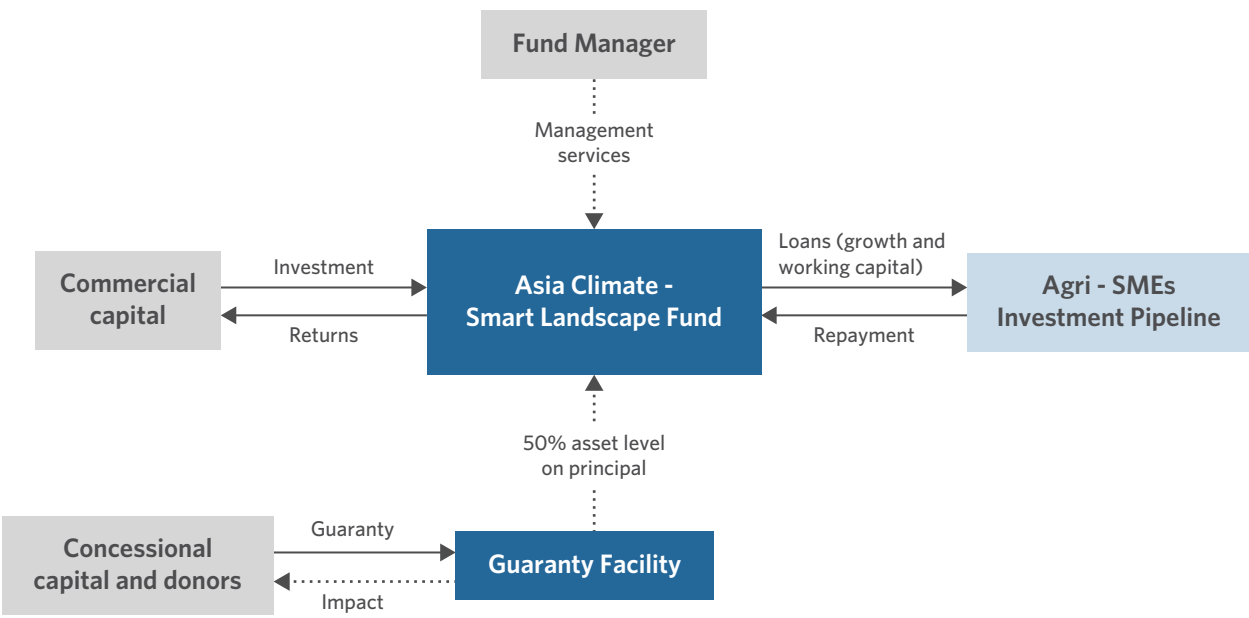 Fund Manager
Management
services
Commercial
capital
Investment
Returns
Asia Climate -
Smart Landscape Fund
Loans (growth and
working capital)
Repayment
Agri - SMEs
Investment Pipeline
50% asset level
on principal
Concessional
capital and donors
Guaranty
Impact
Guaranty Facility